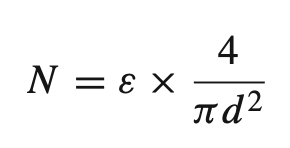 N = ε × 4 / πd²